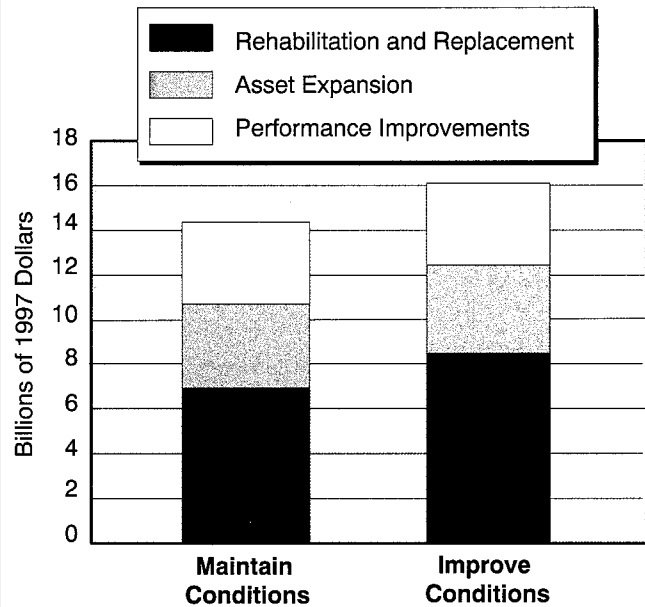 Rehabilitation and Replacement
Asset Expansion
Performance Improvements
18
16
14
12
10
8
6
4
2
0
Billions of 1997 Dollars
Maintain
Conditions
Improve
Conditions